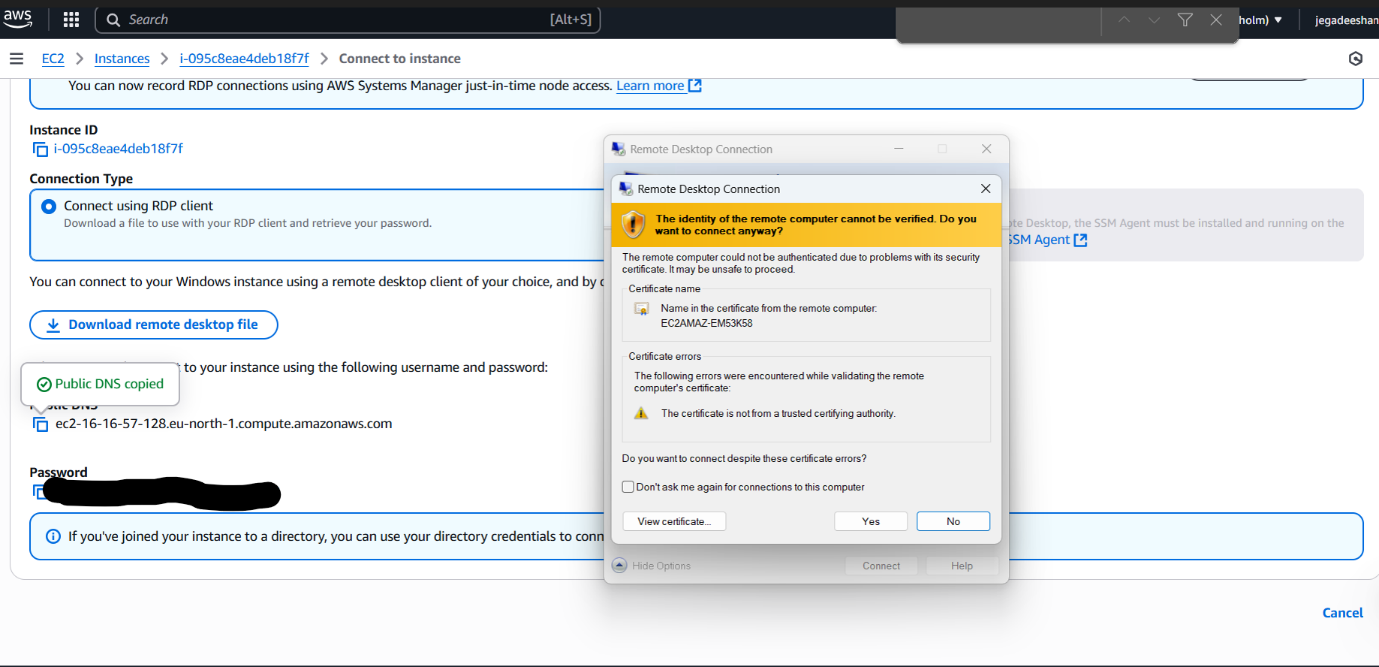 aws
Search [Alt+S]
holm) ▼ jegadeeshan
EC2 > Instances > i-095c8eae4deb18f7f > Connect to instance
You can now record RDP connections using AWS Systems Manager just-in-time node access. Learn more
Instance ID
i-095c8eae4deb18f7f
Connection Type
Connect using RDP client
Download a file to use with your RDP client and retrieve your password.
te Desktop, the SSM Agent must be installed and running on the
SSM Agent
You can connect to your Windows instance using a remote desktop client of your choice, and by
Download remote desktop file
to your instance using the following username and password:
Public DNS copied
Public DNS
ec2-16-16-57-128.eu-north-1.compute.amazonaws.com
Password
If you've joined your instance to a directory, you can use your directory credentials to conn
Cancel
Remote Desktop Connection
Remote Desktop Connection
The identity of the remote computer cannot be verified. Do you
want to connect anyway?
The remote computer could not be authenticated due to problems with its security
certificate. It may be unsafe to proceed.
Certificate name
Name in the certificate from the remote computer:
EC2AMAZ-EM53K58
Certificate errors
The following errors were encountered while validating the remote
computer's certificate:
The certificate is not from a trusted certifying authority.
Do you want to connect despite these certificate errors?
Don't ask me again for connections to this computer
View certificate... Yes No
Hide Options Connect Help